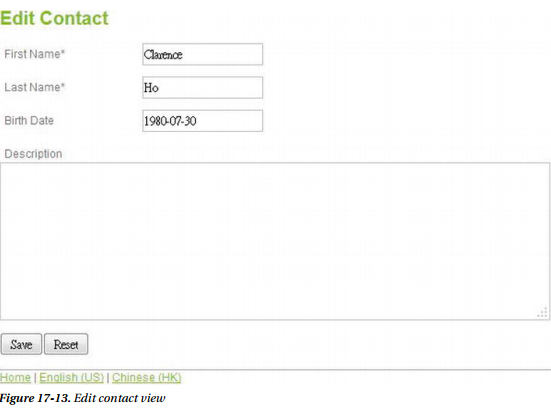 Edit Contact
First Name* Clarence
Last Name* Ho
Birth Date 1980-07-30
Description
Save Reset
Home | English (US) | Chinese (HK)
Figure 17-13. Edit contact view